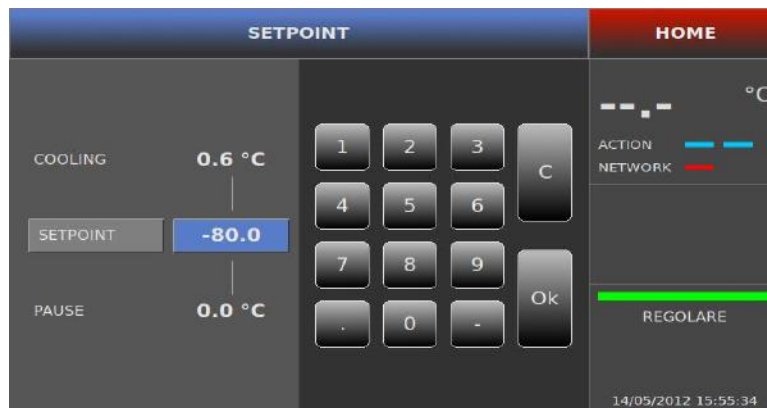 SETPOINT
HOME
--.- °C
ACTION
NETWORK
COOLING 0.6 °C
SETPOINT -80.0
PAUSE 0.0 °C
1 2 3 C
4 5 6
7 8 9 Ok
. 0 -
REGOLARE
14/05/2012 15:55:34